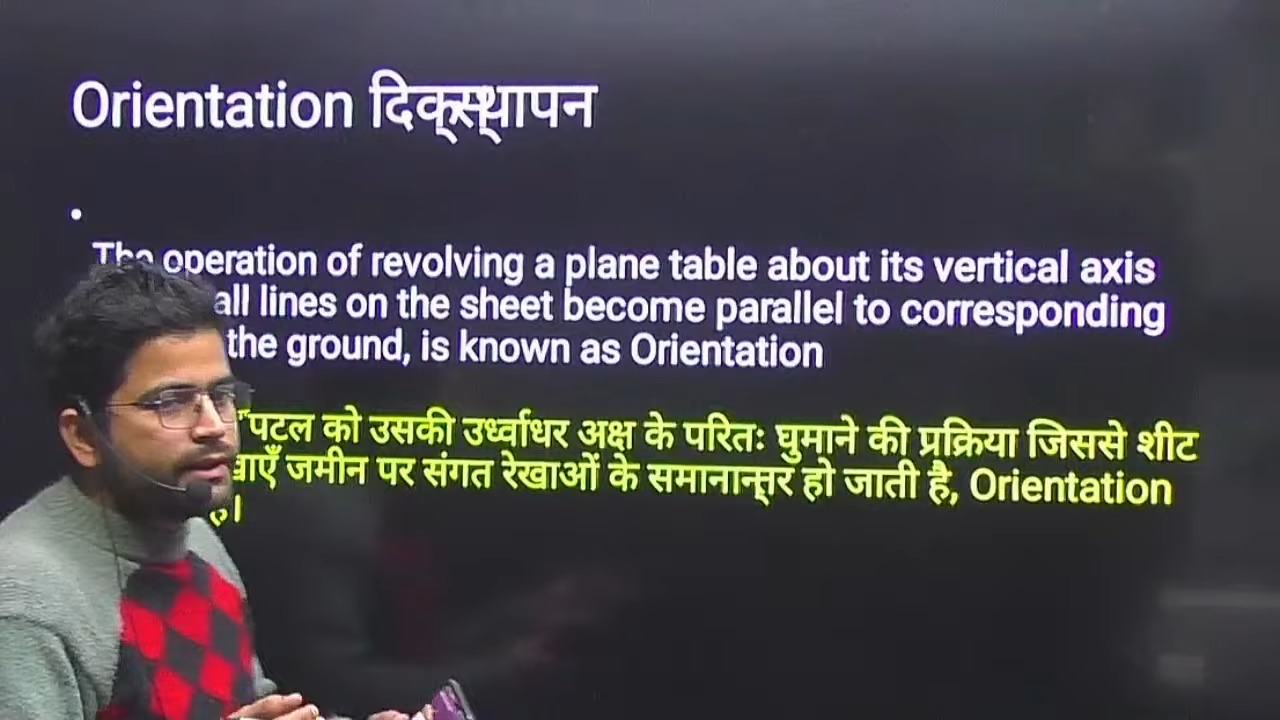 Orientation दिक्स्थापन
The operation of revolving a plane table about its vertical axis
all lines on the sheet become parallel to corresponding
the ground, is known as Orientation
पटल को उसकी उर्ध्वाधर अक्ष के परितः घुमाने की प्रक्रिया जिससे शीट
जमीन पर संगत रेखाओं के समानान्तर हो जाती है, Orientation
है।